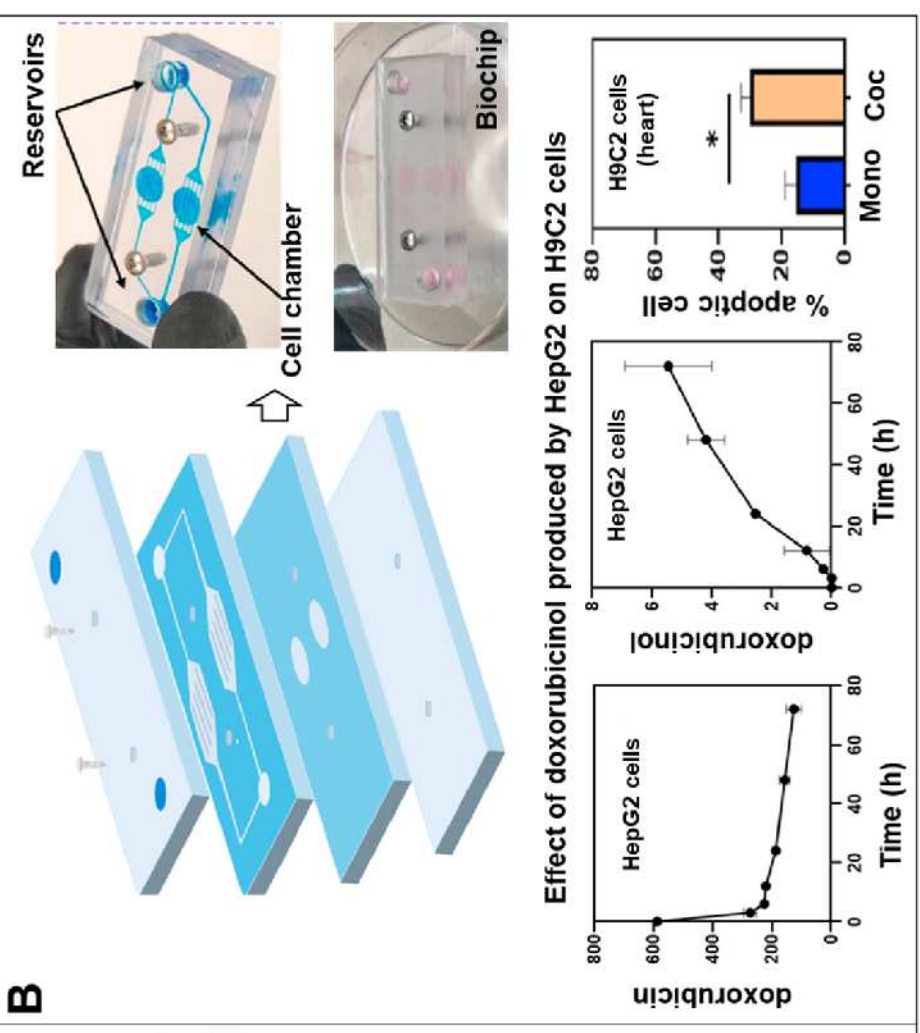 B
Reservoirs
Cell chamber
Biochip
Effect of doxorubicinol produced by HepG2 on H9C2 cells
doxorubicin
800
600
400
200
0
HepG2 cells
0 20 40 60 80
Time (h)
doxorubicinol
8
6
4
2
0
HepG2 cells
0 20 40 60 80
Time (h)
% apoptic cell
80
60
40
20
0
H9C2 cells
(heart)
*
Mono Coc